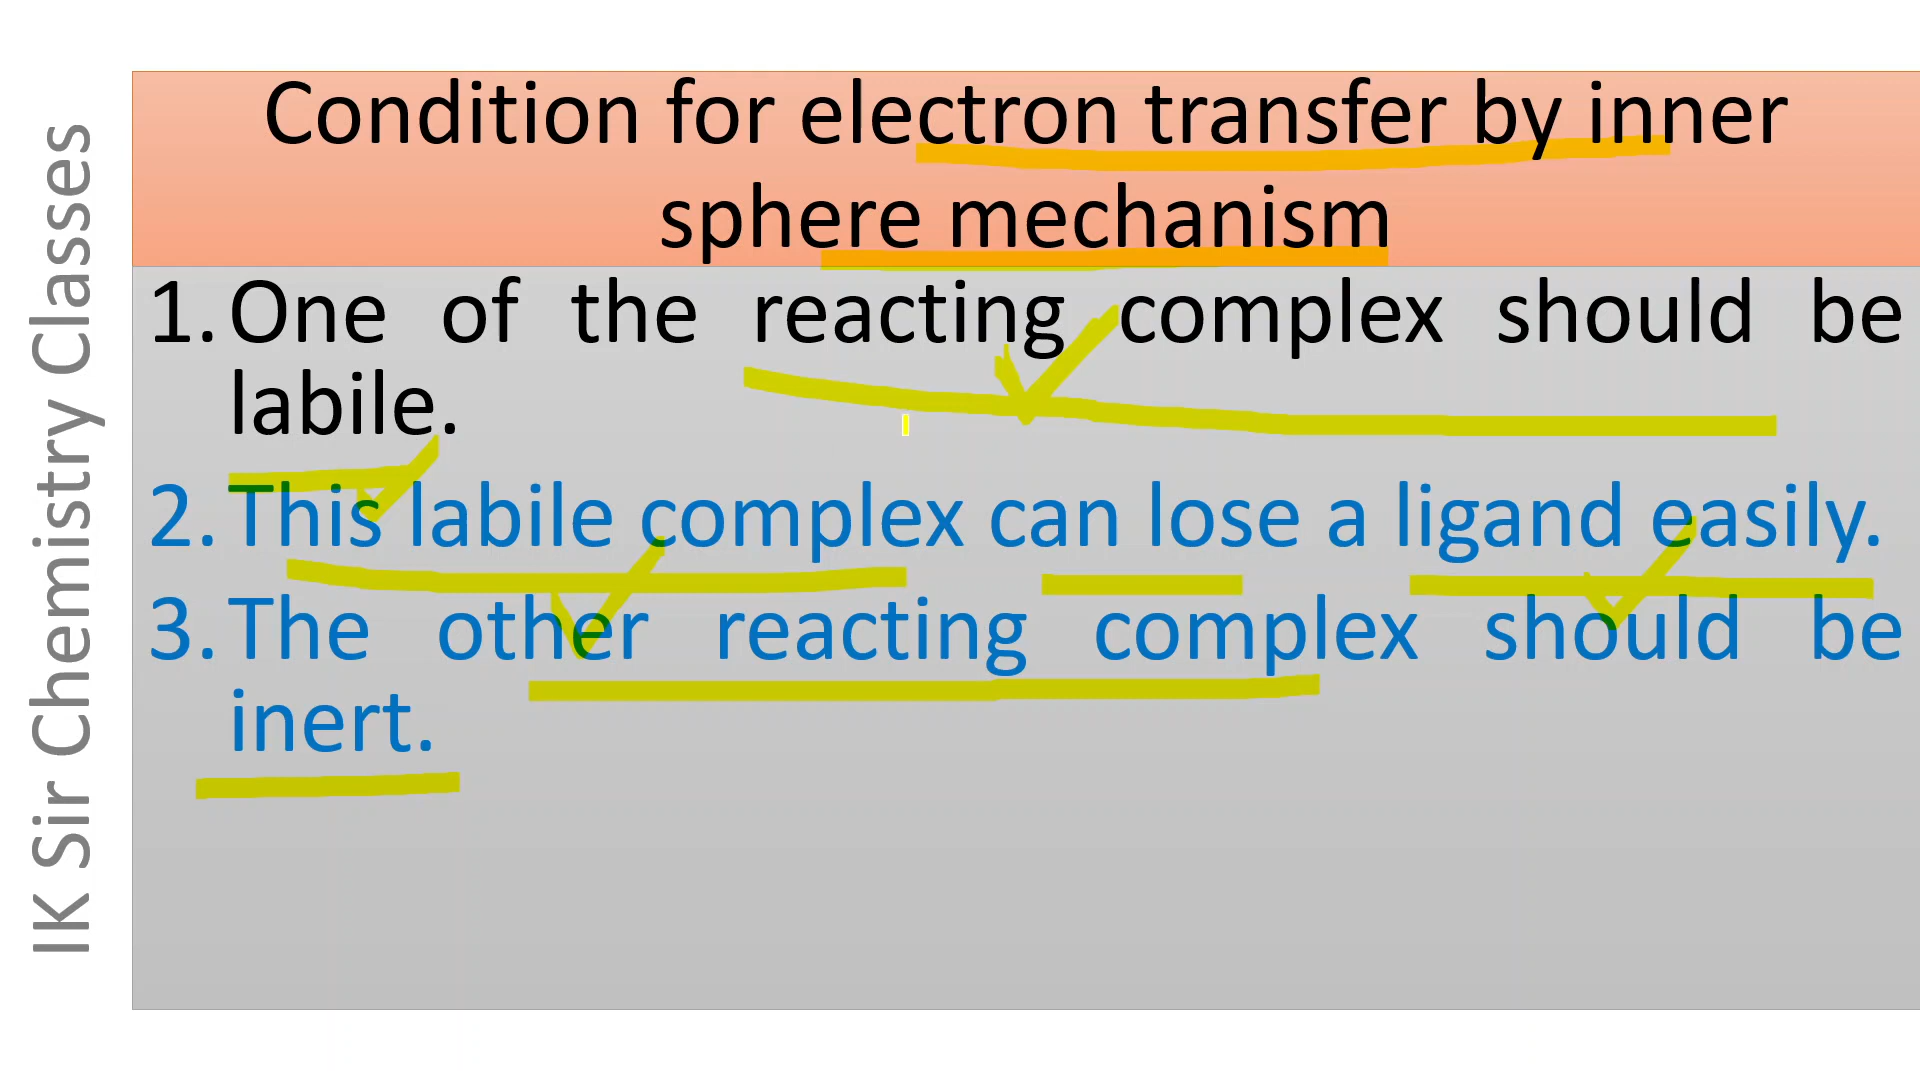 IK Sir Chemistry Classes
Condition for electron transfer by inner
sphere mechanism
1. One of the reacting complex should be
labile.
2. This labile complex can lose a ligand easily.
3. The other reacting complex should be
inert.